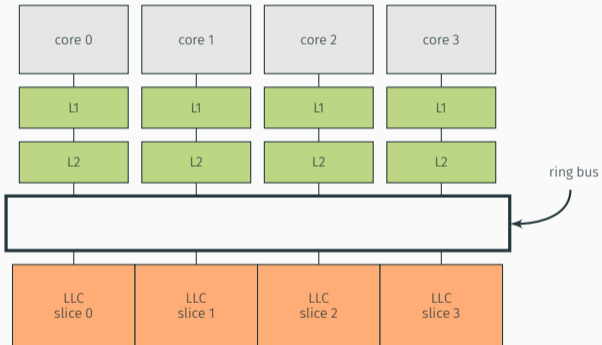 core 0
core 1
core 2
core 3
L1
L1
L1
L1
L2
L2
L2
L2
ring bus
LLC
slice 0
LLC
slice 1
LLC
slice 2
LLC
slice 3